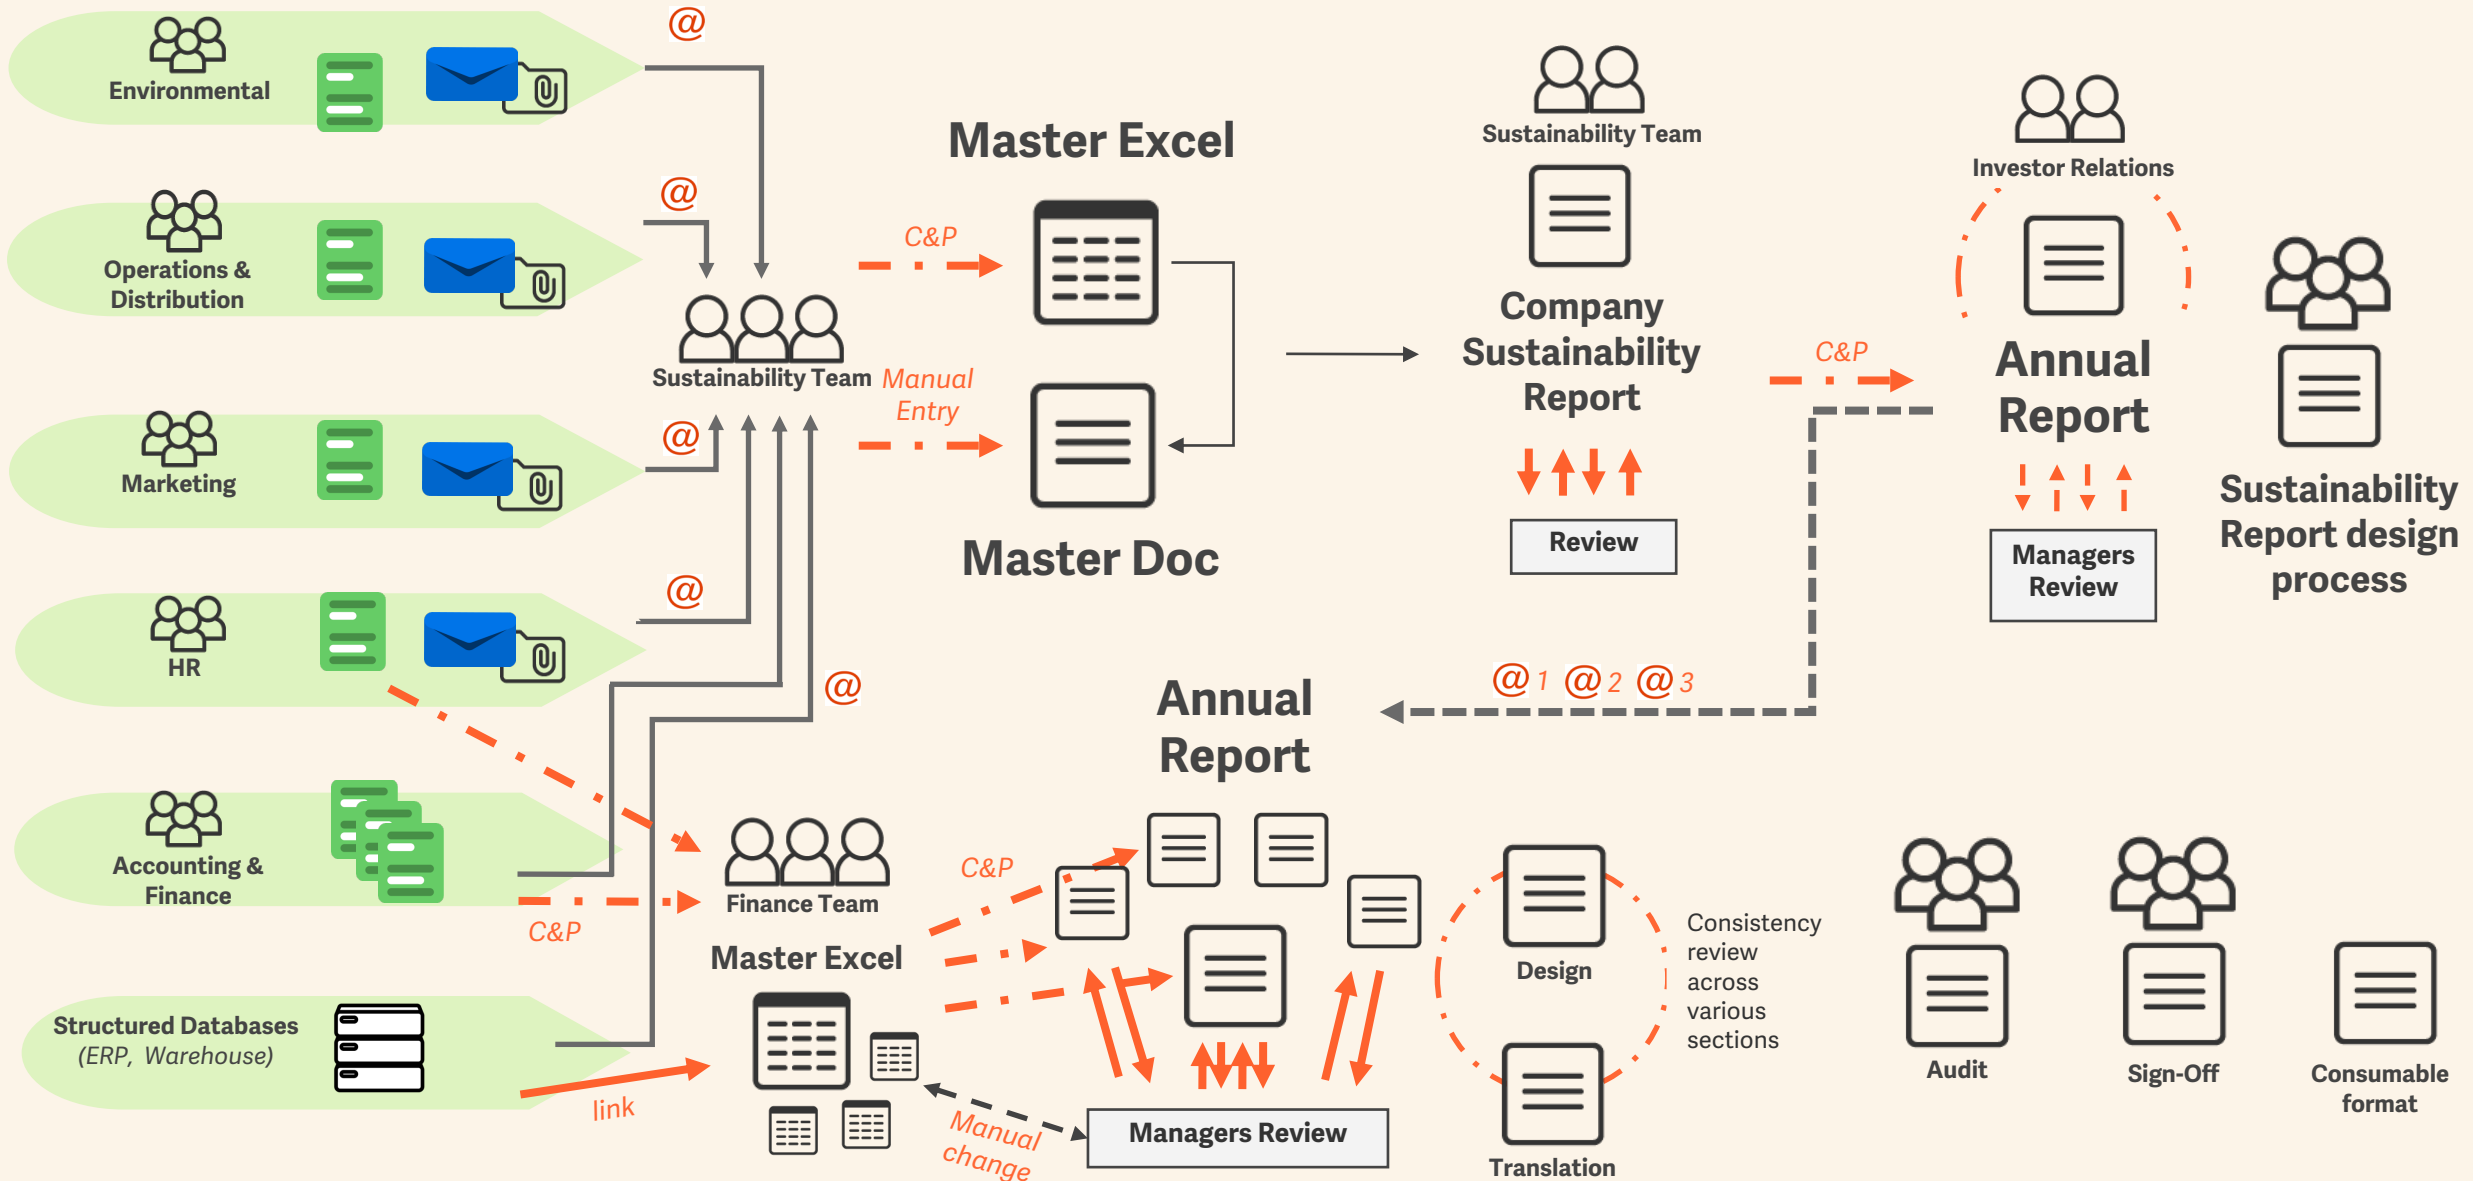 @
Environmental
@
Operations &
Distribution
@
Marketing
@
HR
@
Accounting &
Finance
C&P
Structured Databases
(ERP, Warehouse)
link
Sustainability Team
C&P
Manual
Entry
Master Excel
Master Doc
Sustainability Team
Company
Sustainability
Report
Review
C&P
Investor Relations
Annual
Report
Managers
Review
Sustainability
Report design
process
@ 1 @ 2 @ 3
Annual
Report
Finance Team
Master Excel
C&P
Manual
change
Managers Review
Design
Translation
Consistency
review
across
various
sections
Audit
Sign-Off
Consumable
format